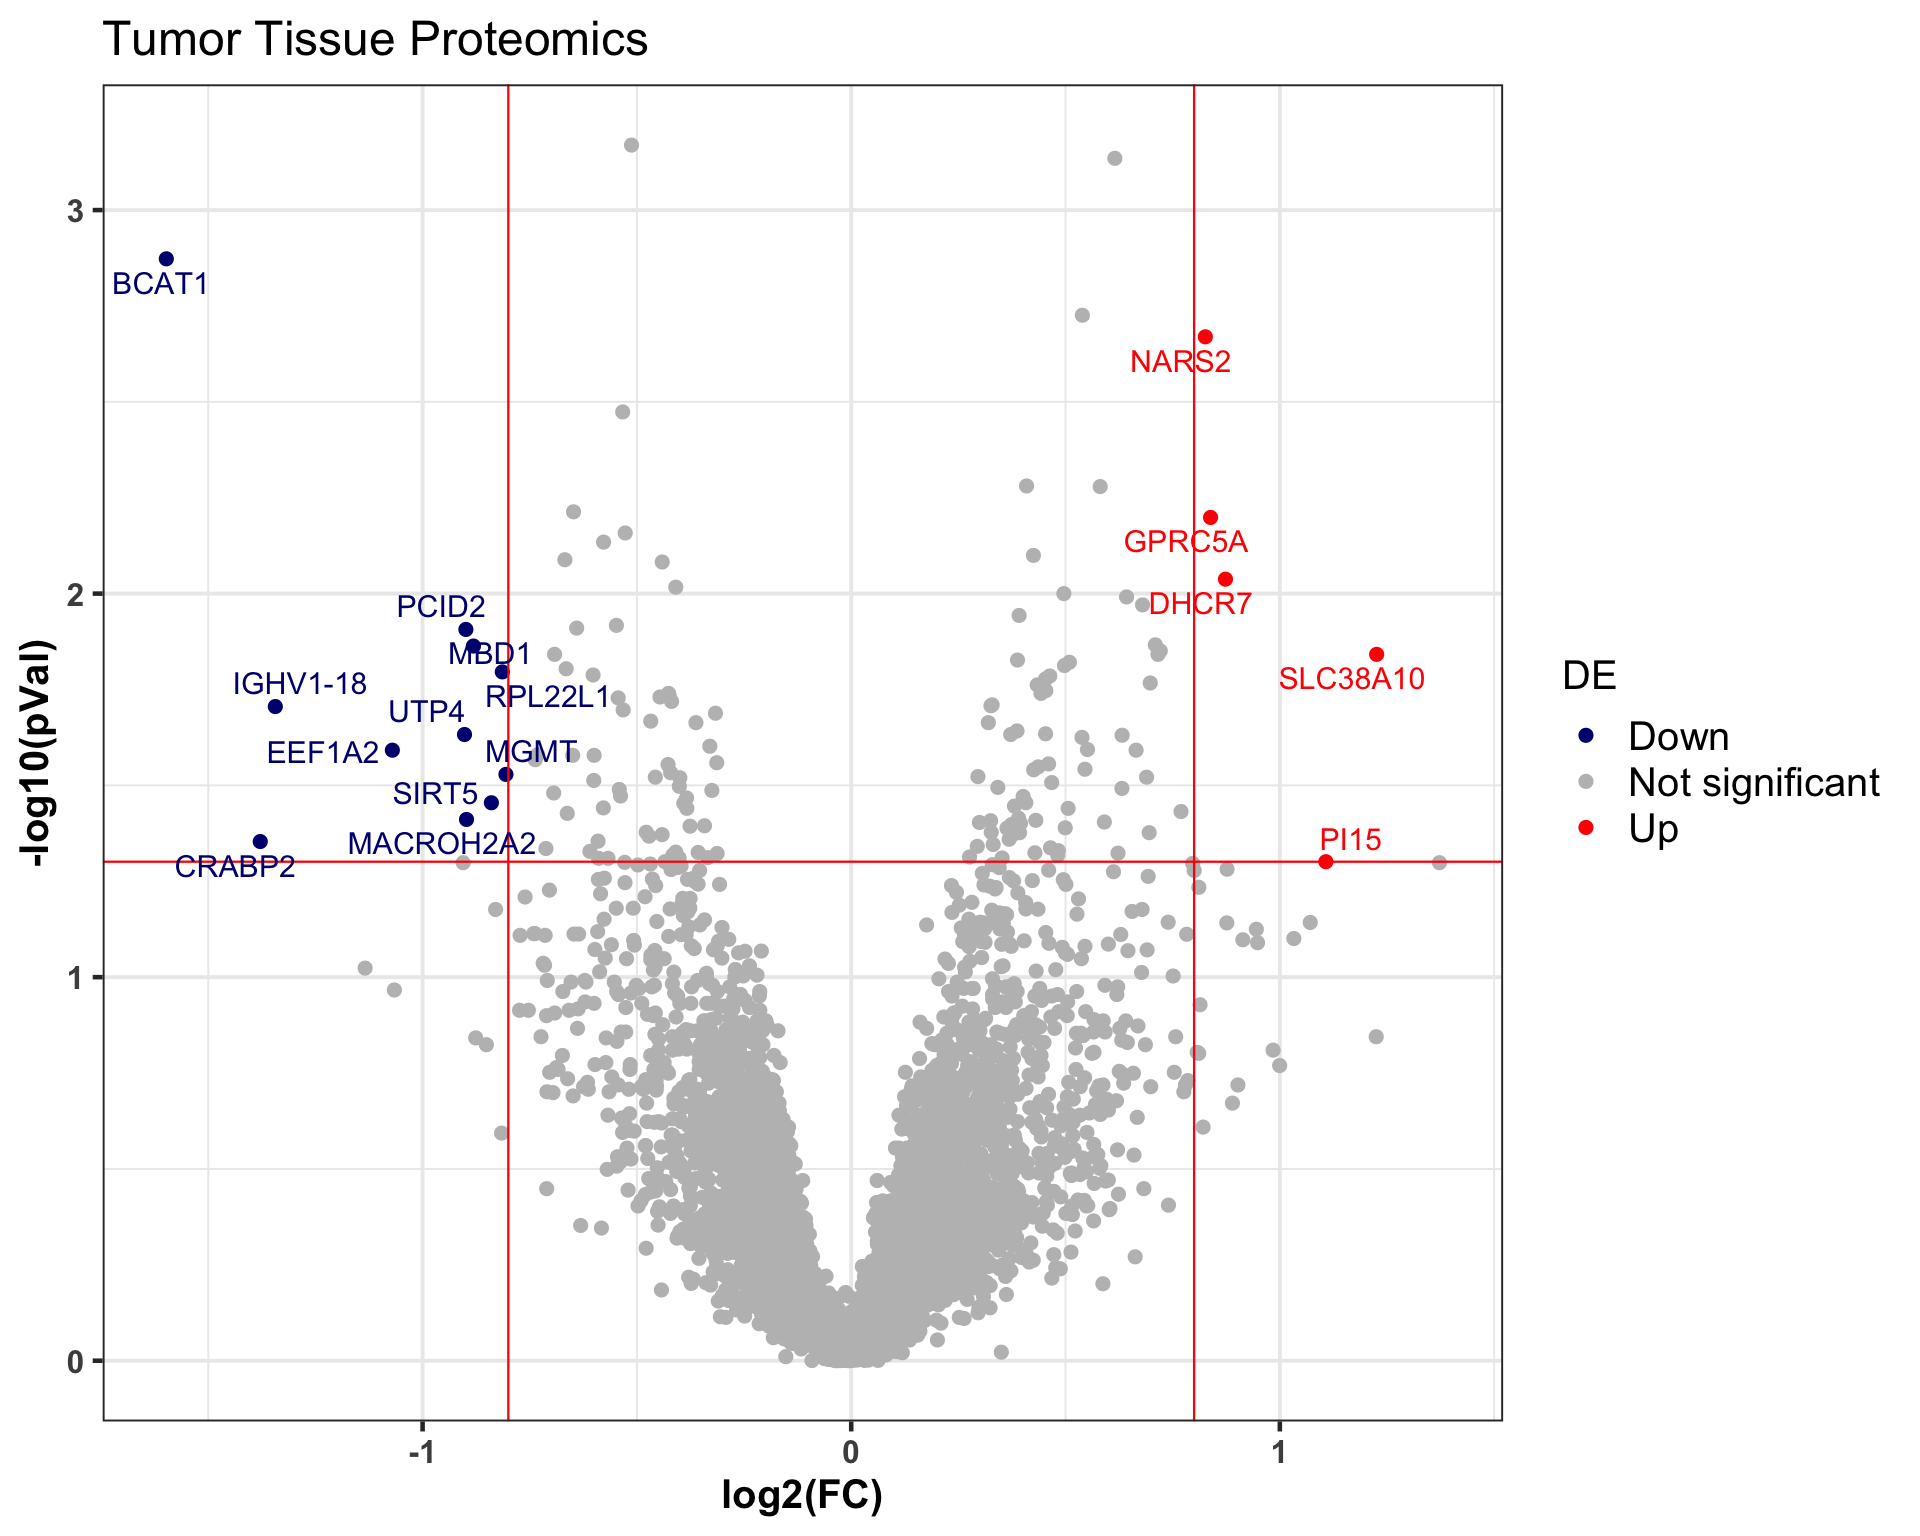 Tumor Tissue Proteomics
3
BCAT1
NARS2
GPRC5A
2
PCID2
DHCR7
MBD1
IGHV1-18
RPL22L1
SLC38A10
UTP4
EEF1A2
MGMT
SIRT5
MACROH2A2
PI15
CRABP2
1
0
-1
0
1
log2(FC)
-log10(pVal)
DE
Down
Not significant
Up